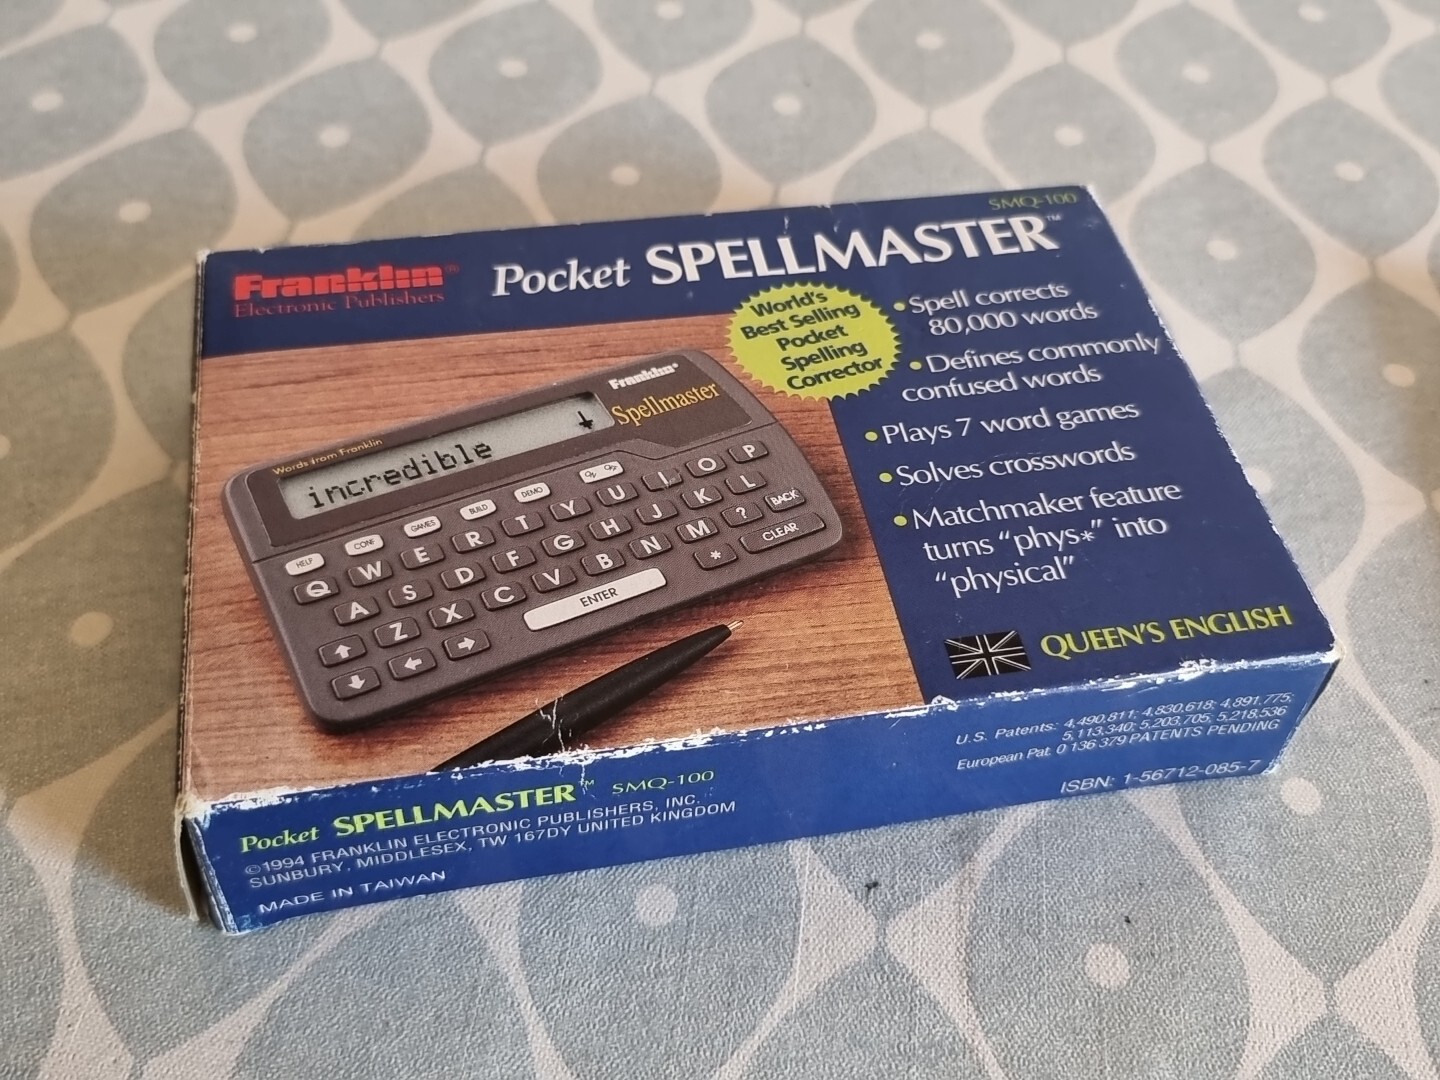 SMQ-100
Franklin®
Electronic Publishers
Pocket SPELLMASTER™
World's
Best Selling
Pocket
Spelling
Corrector
• Spell corrects
80,000 words
• Defines commonly
confused words
• Plays 7 word games
• Solves crosswords
• Matchmaker feature
turns “phys*” into
“physical”
QUEEN'S ENGLISH
Franklin®
Spellmaster
Words from Franklin
incredible
HELP CONF GAMES BUILD DEMO
Q W E R T Y U I O P
A S D F G H J K L BACK
Z X C V B N M ? CLEAR
ENTER *
Pocket SPELLMASTER™ SMQ-100
©1994 FRANKLIN ELECTRONIC PUBLISHERS, INC.
SUNBURY, MIDDLESEX, TW 167DY UNITED KINGDOM
MADE IN TAIWAN
U.S. Patents: 4,490,811; 4,830,618; 4,891,775;
5,113,340; 5,203,705; 5,218,536
European Pat. 0 136 379 PATENTS PENDING
ISBN: 1-56712-085-7